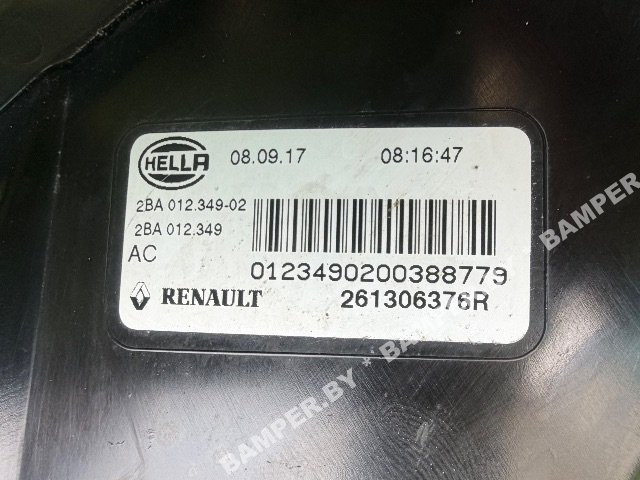 HELLA 08.09.17 08:16:47
2BA 012.349-02
2BA 012.349
AC
0123490200388779
RENAULT 261306376R
BAMPER.BY * BAMPER.BY